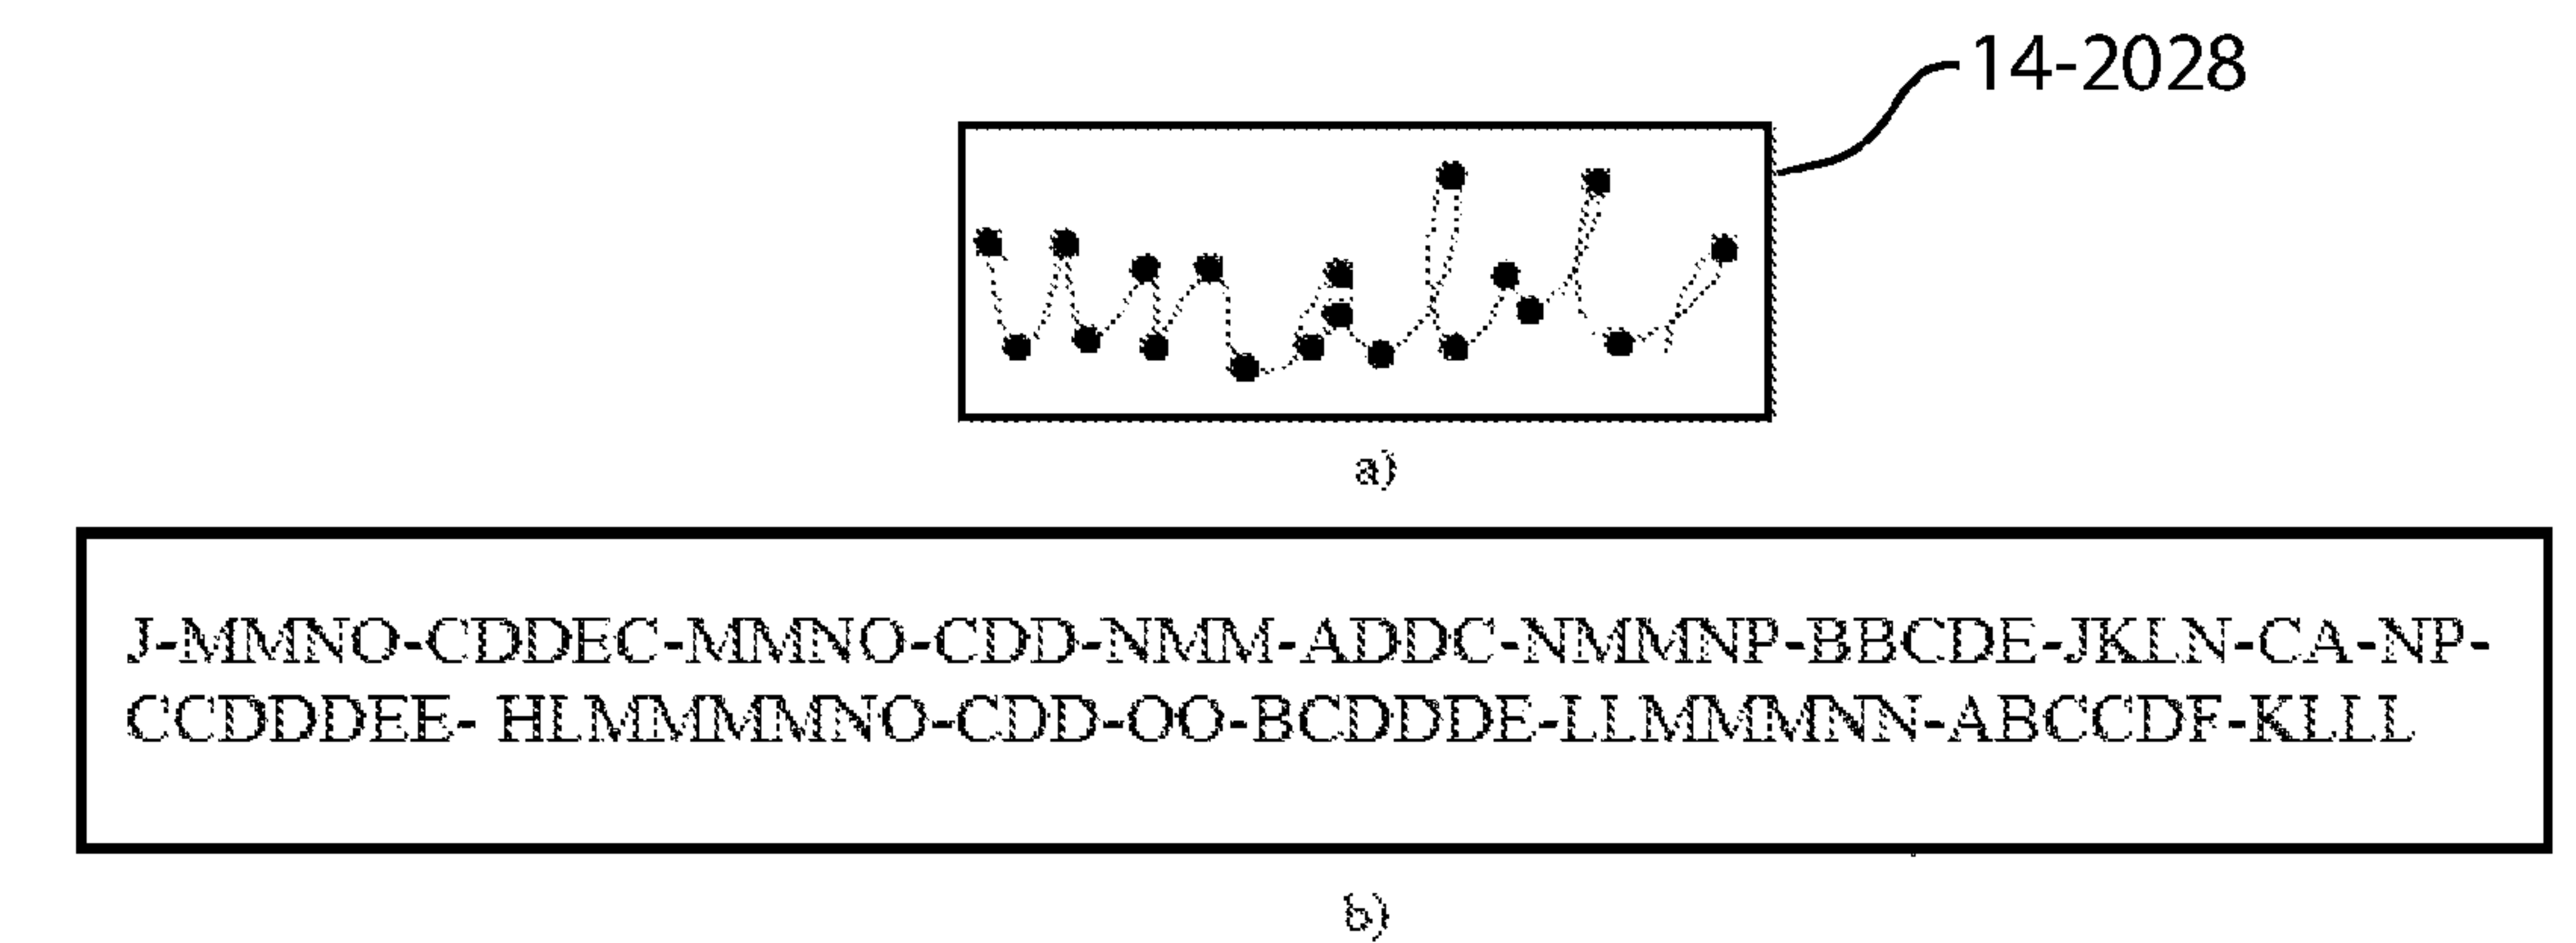 14-2028
a)
J-MMNO-CDDEC-MMNO-CDD-NMM-ADDC-NMMNP-BBCDE-JKLN-CA-NP-
CCDDDEE- HLMMMMNO-CDD-OO-BCDDDE-LLMMMNN-ABCCDF-KLLL
b)